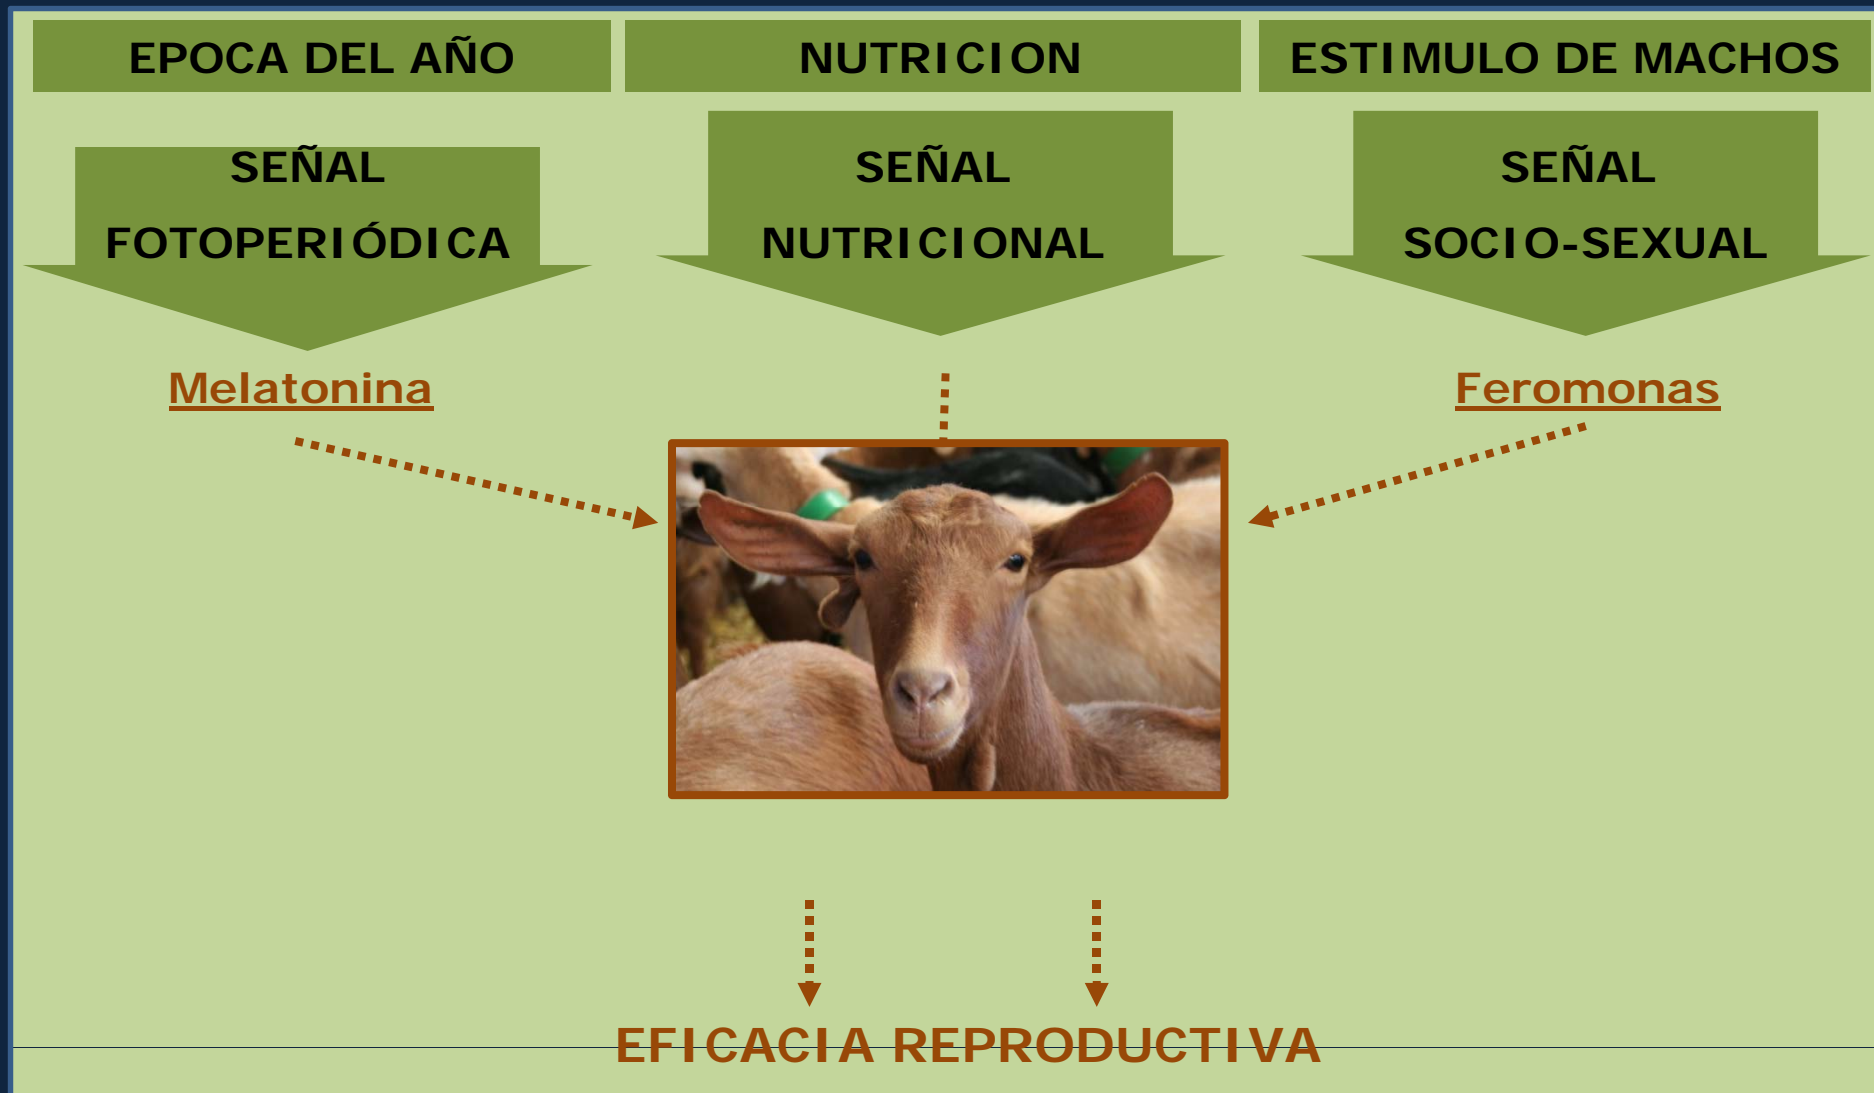 EPOCA DEL AÑO
NUTRICION
ESTIMULO DE MACHOS
SEÑAL
FOTOPERIÓDICA
SEÑAL
NUTRICIONAL
SEÑAL
SOCIO-SEXUAL
Melatonina
Feromonas
EFICACIA REPRODUCTIVA